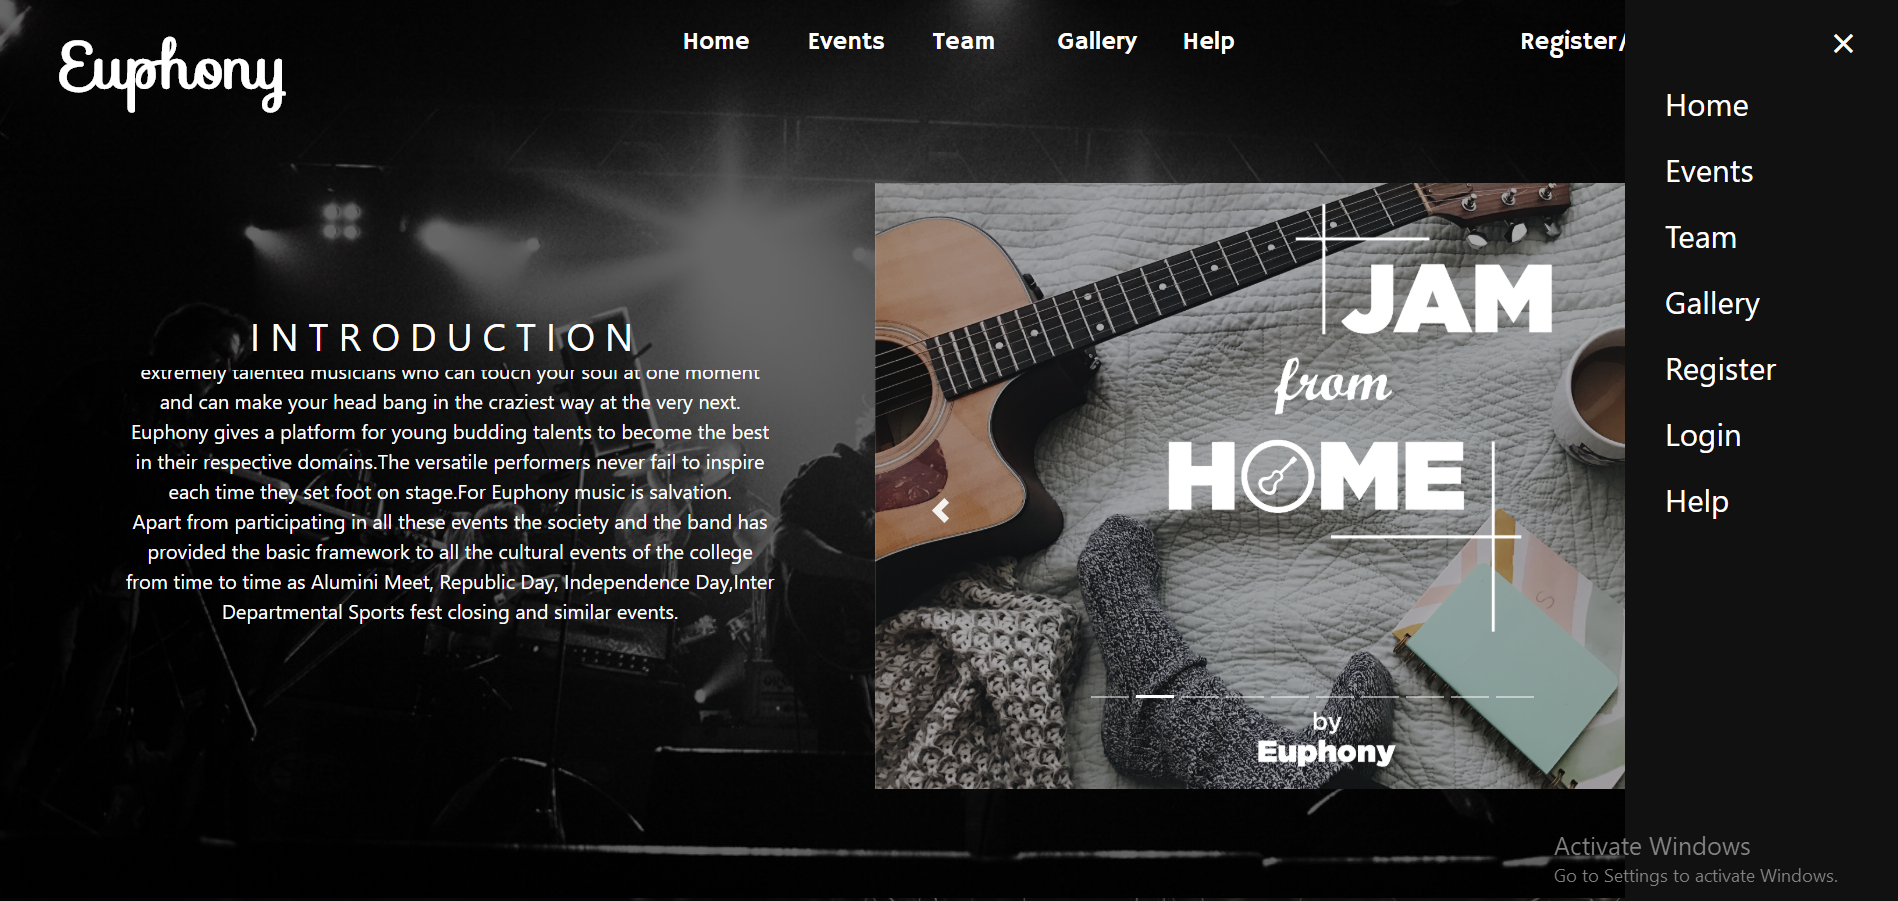 Euphony
Home Events Team Gallery Help Register/
INTRODUCTION
extremely talented musicians who can touch your soul at one moment
and can make your head bang in the craziest way at the very next.
Euphony gives a platform for young budding talents to become the best
in their respective domains.The versatile performers never fail to inspire
each time they set foot on stage.For Euphony music is salvation.
Apart from participating in all these events the society and the band has
provided the basic framework to all the cultural events of the college
from time to time as Alumini Meet, Republic Day, Independence Day,Inter
Departmental Sports fest closing and similar events.
JAM
from
HOME
by
Euphony
×
Home
Events
Team
Gallery
Register
Login
Help
Activate Windows
Go to Settings to activate Windows.